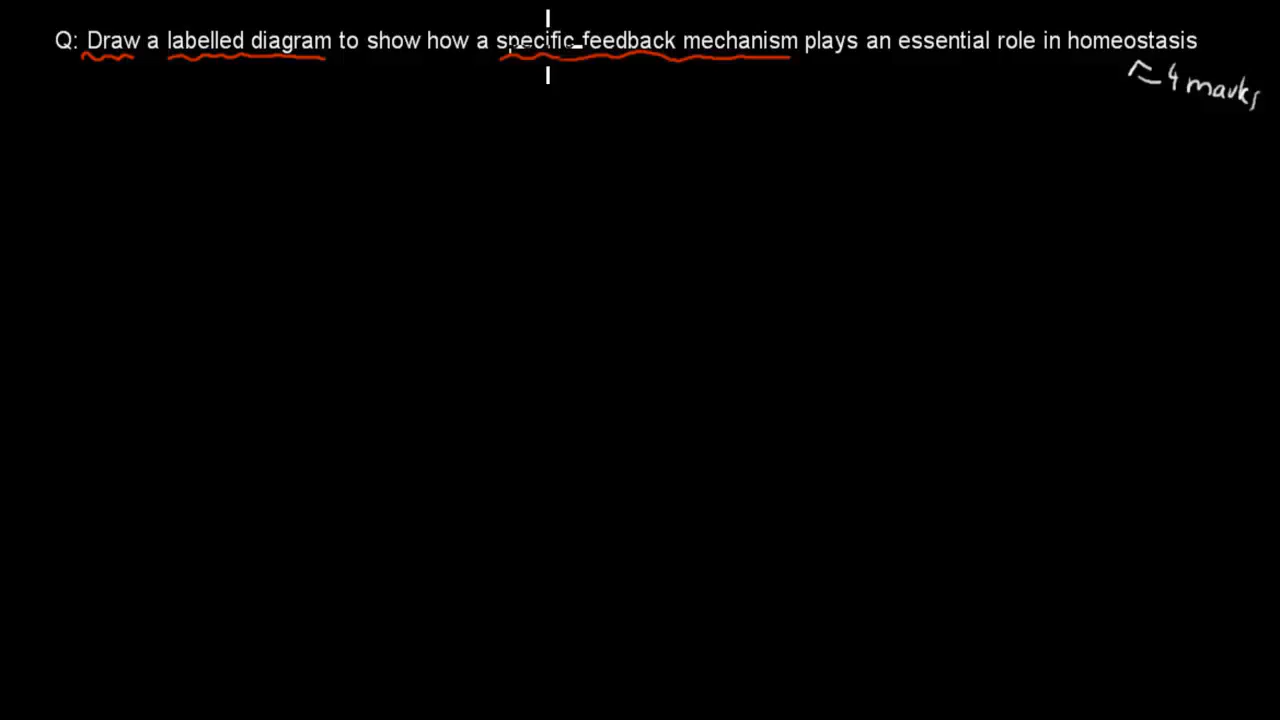 Q: Draw a labelled diagram to show how a specific feedback mechanism plays an essential role in homeostasis
≈ 4 marks